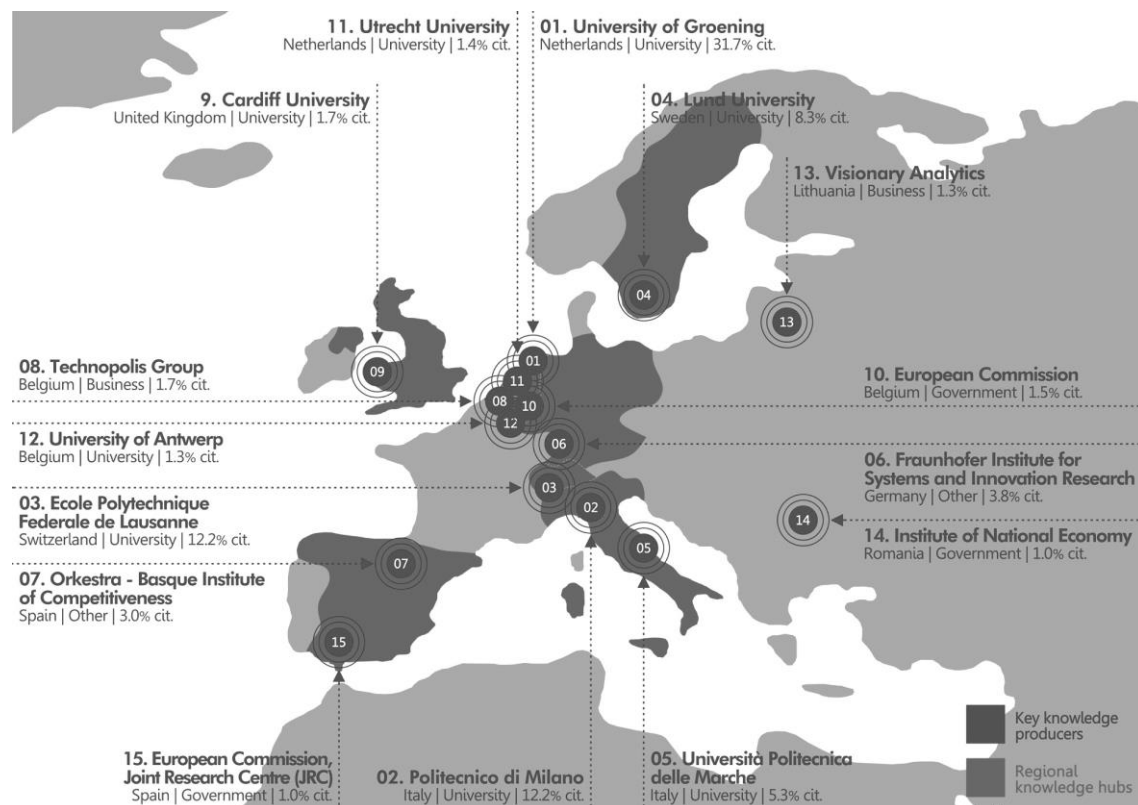 11. Utrecht University
Netherlands | University | 1.4% cit.
01. University of Groening
Netherlands | University | 31.7% cit.
9. Cardiff University
United Kingdom | University | 1.7% cit.
04. Lund University
Sweden | University | 8.3% cit.
13. Visionary Analytics
Lithuania | Business | 1.3% cit.
04
13
01
09
11
08
10
12
06
03
02
14
05
07
15
08. Technopolis Group
Belgium | Business | 1.7% cit.
10. European Commission
Belgium | Government | 1.5% cit.
12. University of Antwerp
Belgium | University | 1.3% cit.
06. Fraunhofer Institute for
Systems and Innovation Research
Germany | Other | 3.8% cit.
03. Ecole Polytechnique
Federale de Lausanne
Switzerland | University | 12.2% cit.
14. Institute of National Economy
Romania | Government | 1.0% cit.
07. Orkestra - Basque Institute
of Competitiveness
Spain | Other | 3.0% cit.
15. European Commission,
Joint Research Centre (JRC)
Spain | Government | 1.0% cit.
02. Politecnico di Milano
Italy | University | 12.2% cit.
05. Università Politecnica
delle Marche
Italy | University | 5.3% cit.
Key knowledge
producers
Regional
knowledge hubs